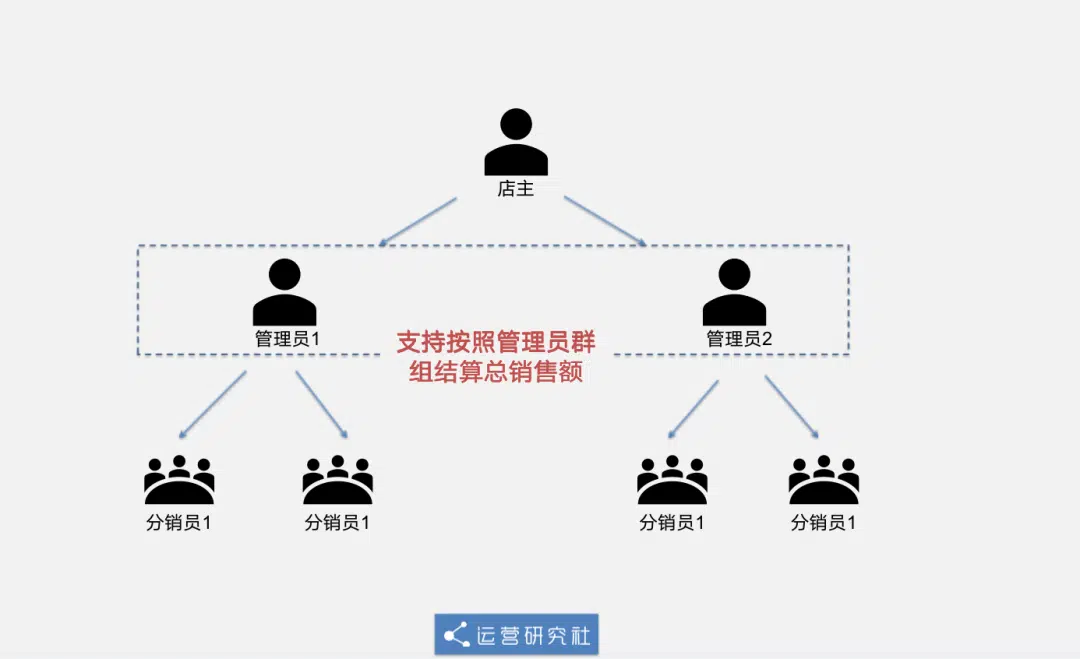 店主
管理员1
管理员2
支持按照管理员群
组结算总销售额
分销员1
分销员1
分销员1
分销员1
运营研究社